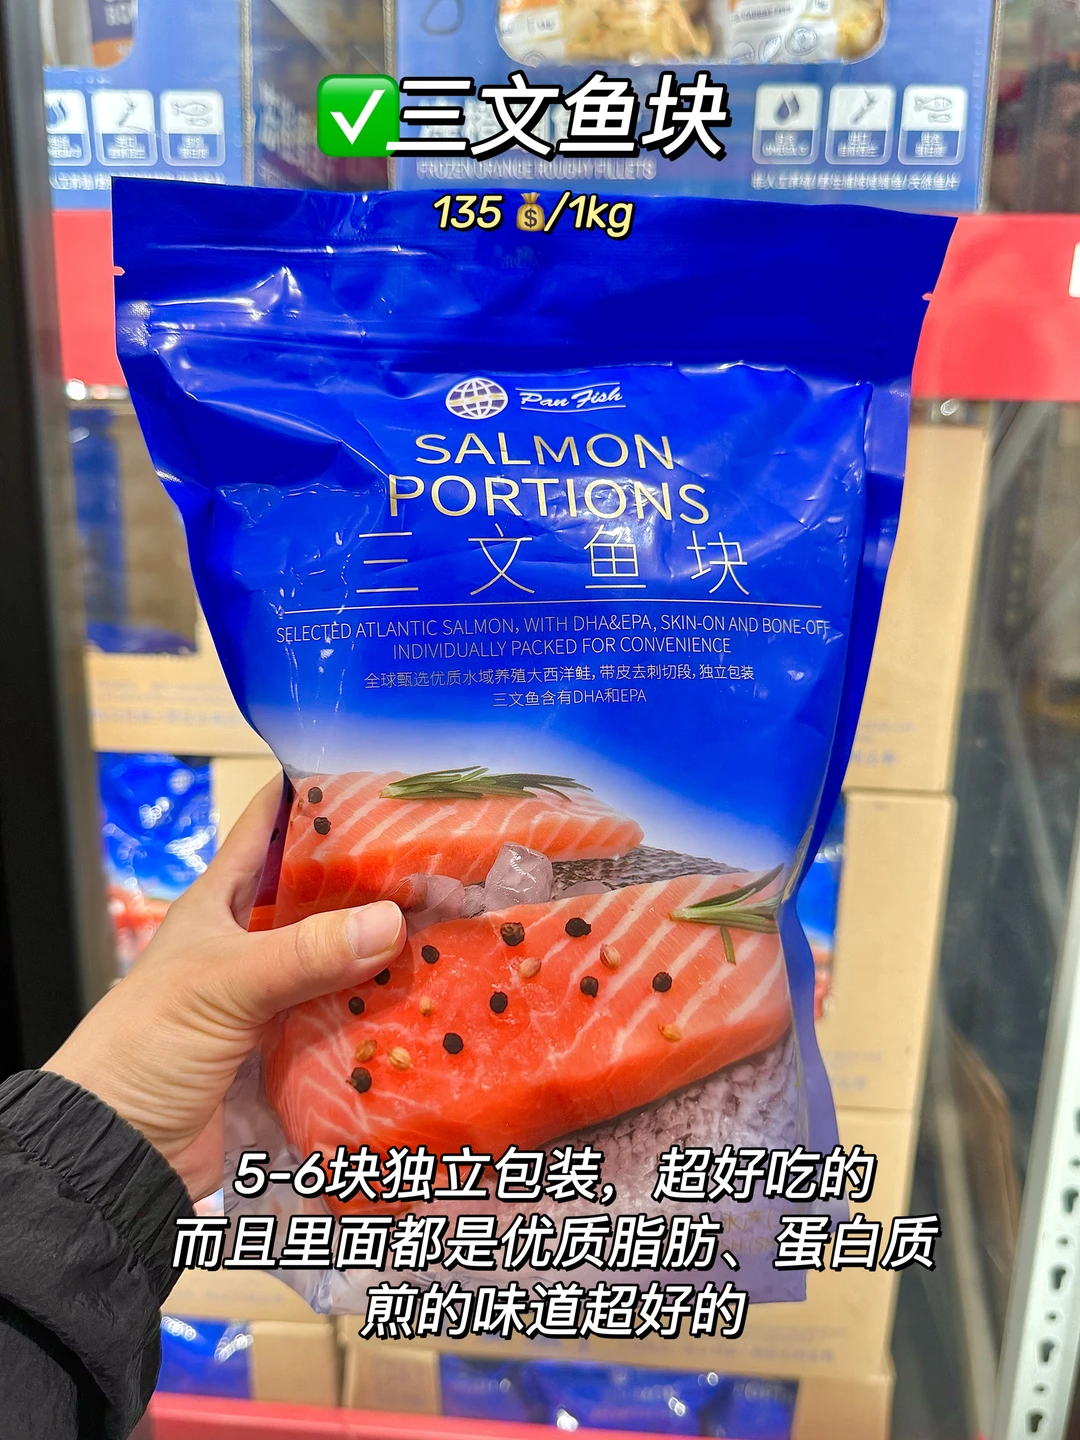 ✅三文鱼块
FROZEN ORANGE ROUGHY FILLETS
135 💰/1kg
Pan Fish
SALMON
PORTIONS
三文鱼块
SELECTED ATLANTIC SALMON, WITH DHA&EPA, SKIN-ON AND BONE-OFF
INDIVIDUALLY PACKED FOR CONVENIENCE
全球甄选优质水域养殖大西洋鲑，带皮去刺切段，独立包装
三文鱼含有DHA和EPA
5-6块独立包装，超好吃的
而且里面都是优质脂肪、蛋白质
煎的味道超好的